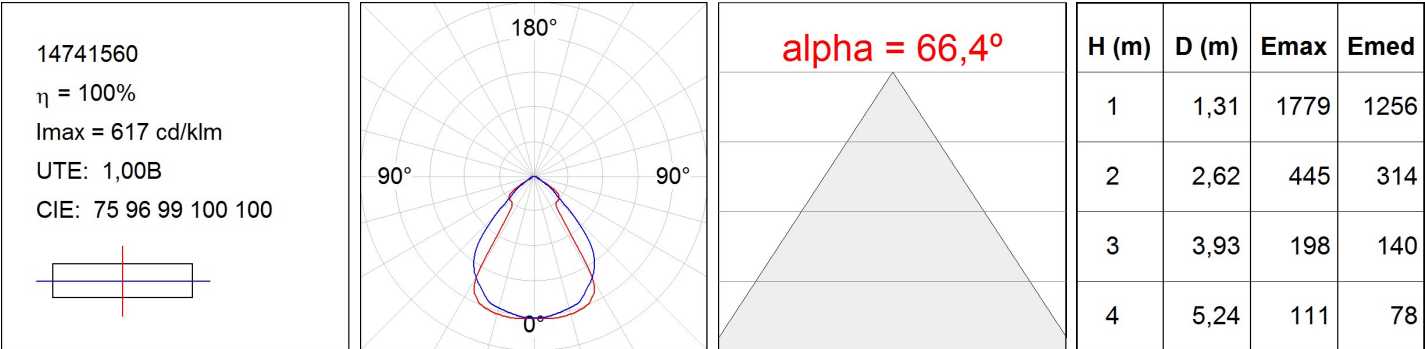 14741560
η = 100%
Imax = 617 cd/klm
UTE: 1,00B
CIE: 75 96 99 100 100
180°
90° 90°
0°
alpha = 66,4º
H (m) D (m) Emax Emed
1 1,31 1779 1256
2 2,62 445 314
3 3,93 198 140
4 5,24 111 78